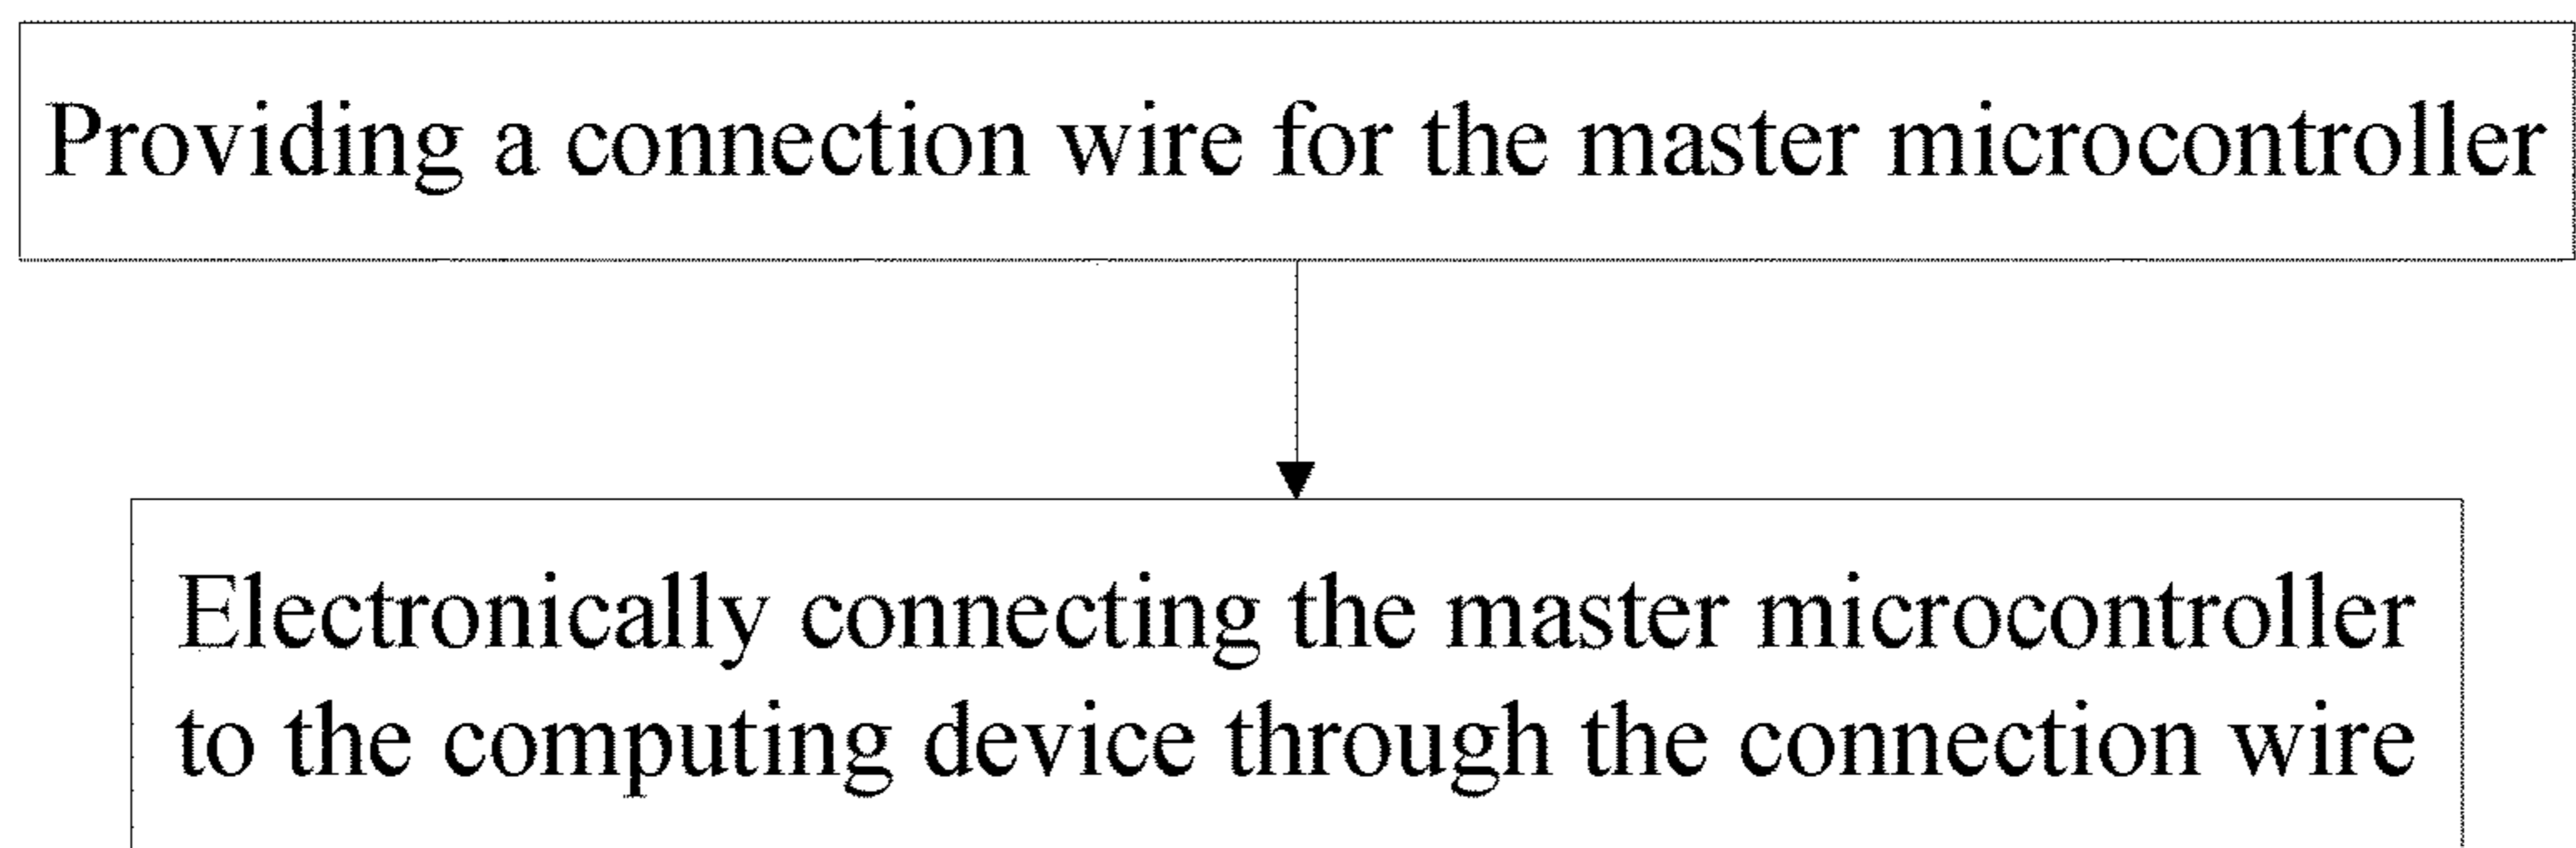 Providing a connection wire for the master microcontroller
Electronically connecting the master microcontroller
to the computing device through the connection wire